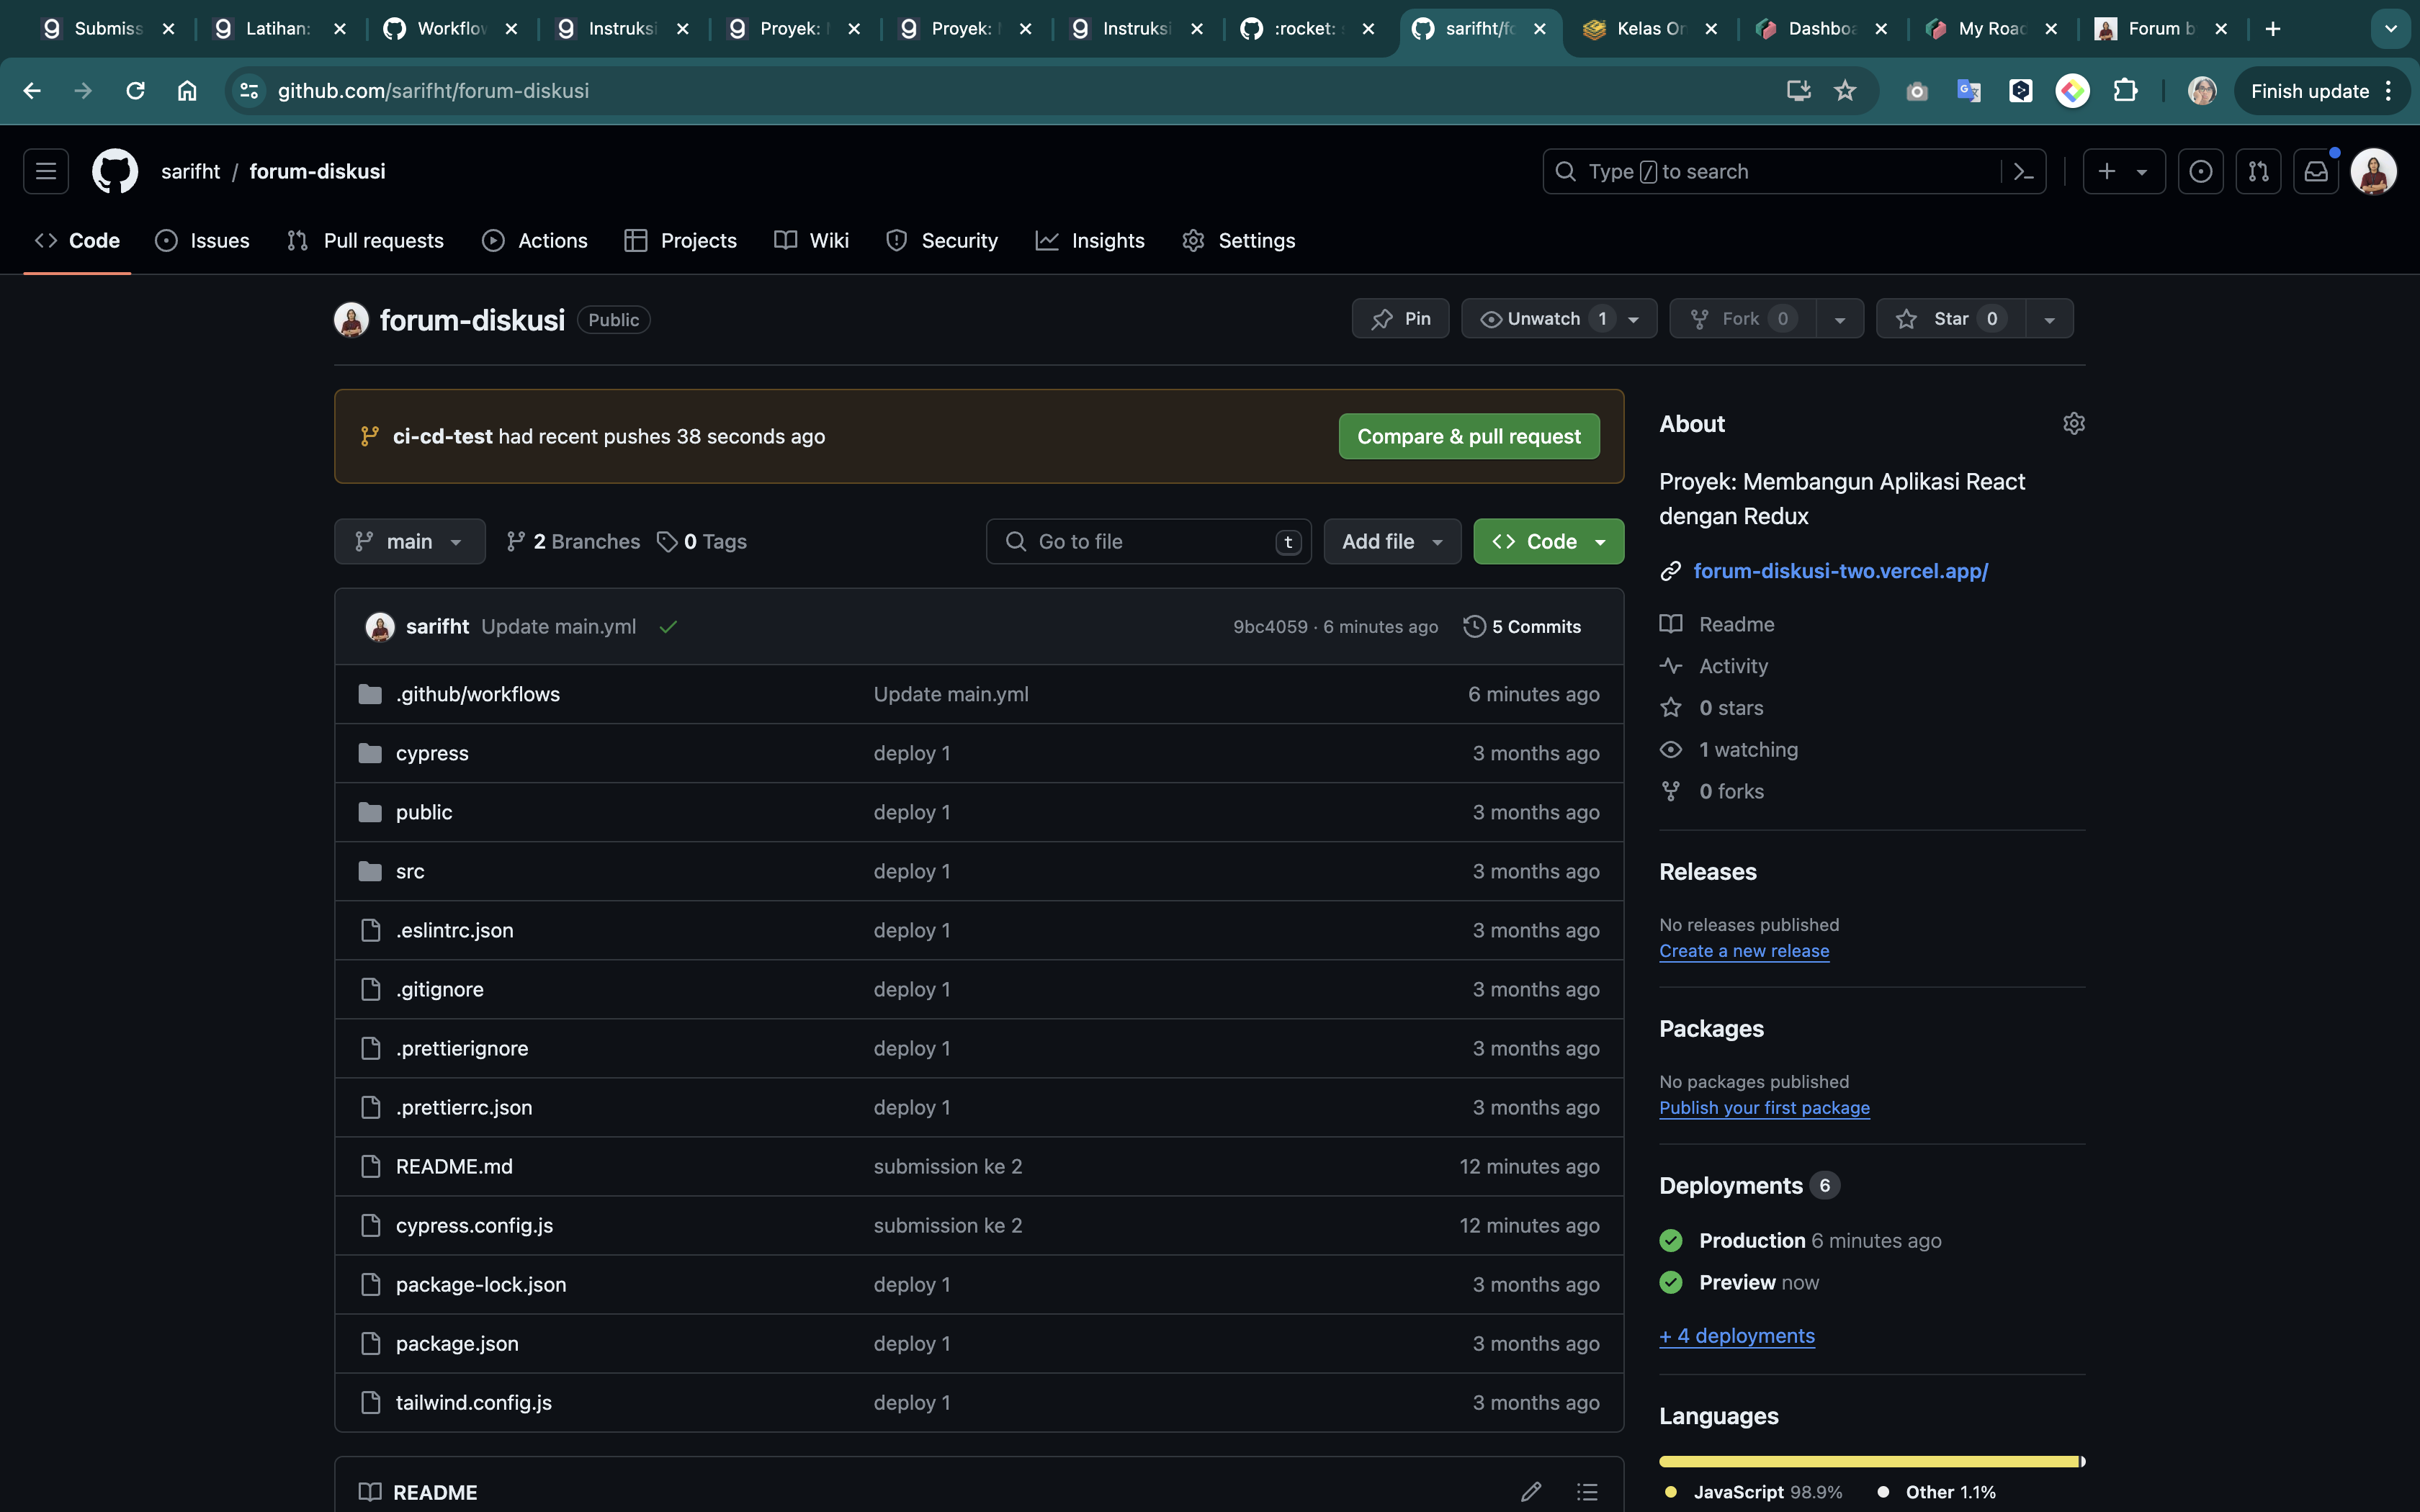 Submiss
Latihan:
Workflow
Instruksi
Proyek:
Proyek:
Instruksi
:rocket:
sarifht/fo
Kelas On
Dashboa
My Road
Forum b
github.com/sarifht/forum-diskusi
Finish update
sarifht / forum-diskusi
Type / to search
Code
Issues
Pull requests
Actions
Projects
Wiki
Security
Insights
Settings
forum-diskusi Public
Pin
Unwatch 1
Fork 0
Star 0
ci-cd-test had recent pushes 38 seconds ago
Compare & pull request
main
2 Branches
0 Tags
Go to file t
Add file
Code
sarifht Update main.yml
9bc4059 · 6 minutes ago
5 Commits
.github/workflows Update main.yml 6 minutes ago
cypress deploy 1 3 months ago
public deploy 1 3 months ago
src deploy 1 3 months ago
.eslintrc.json deploy 1 3 months ago
.gitignore deploy 1 3 months ago
.prettierignore deploy 1 3 months ago
.prettierrc.json deploy 1 3 months ago
README.md submission ke 2 12 minutes ago
cypress.config.js submission ke 2 12 minutes ago
package-lock.json deploy 1 3 months ago
package.json deploy 1 3 months ago
tailwind.config.js deploy 1 3 months ago
README
About
Proyek: Membangun Aplikasi React
dengan Redux
forum-diskusi-two.vercel.app/
Readme
Activity
0 stars
1 watching
0 forks
Releases
No releases published
Create a new release
Packages
No packages published
Publish your first package
Deployments 6
Production 6 minutes ago
Preview now
+ 4 deployments
Languages
JavaScript 98.9% Other 1.1%